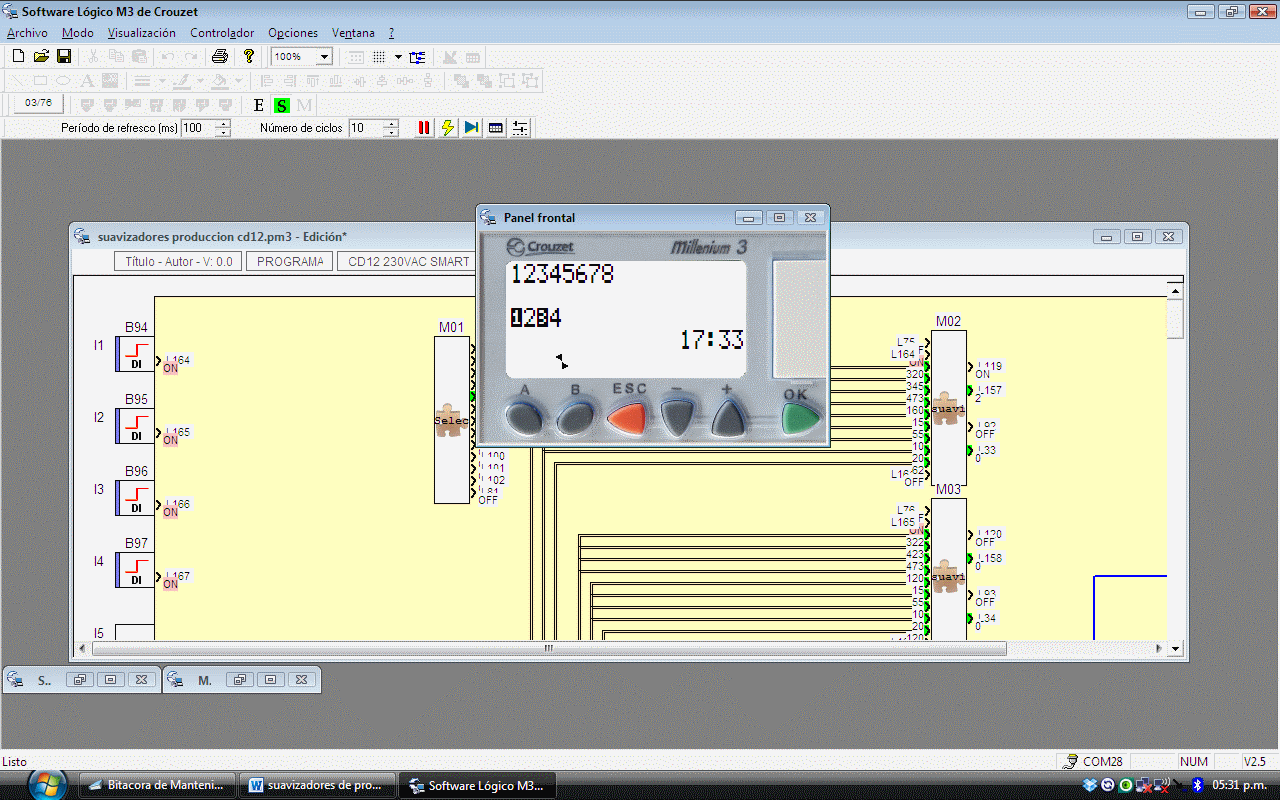 Software Lógico M3 de Crouzet
Archivo Modo Visualización Controlador Opciones Ventana ?
100%
03/76 E S M
Período de refresco (ms) 100 Número de ciclos 10
Panel frontal
suavizadores produccion cd12.pm3 - Edición*
Crouzet Millenium 3
Título - Autor - V: 0.0 PROGRAMA CD12 230VAC SMART
12345678
1234
17:33
A B ESC − + OK
B94 M01 M02
I1 DI L164 ON
B95
I2 DI L165 ON
B96
I3 DI L166 ON
B97
I4 DI L167 ON
I5
Selec
L100
L101
L102
L81
OFF
L75
L164
ON
320
345
473
160
15
55
10
20
OFF
suavi
L119
ON
L157
2
L92
OFF
L33
0
M03
L76
L165
ON
322
423
473
120
15
55
10
20
120
suavi
L120
OFF
L158
0
L93
OFF
L34
0
S.. M.
Listo COM28 NUM V2.5
Bitacora de Manteni... suavizadores de pro... Software Lógico M3... 05:31 p.m.